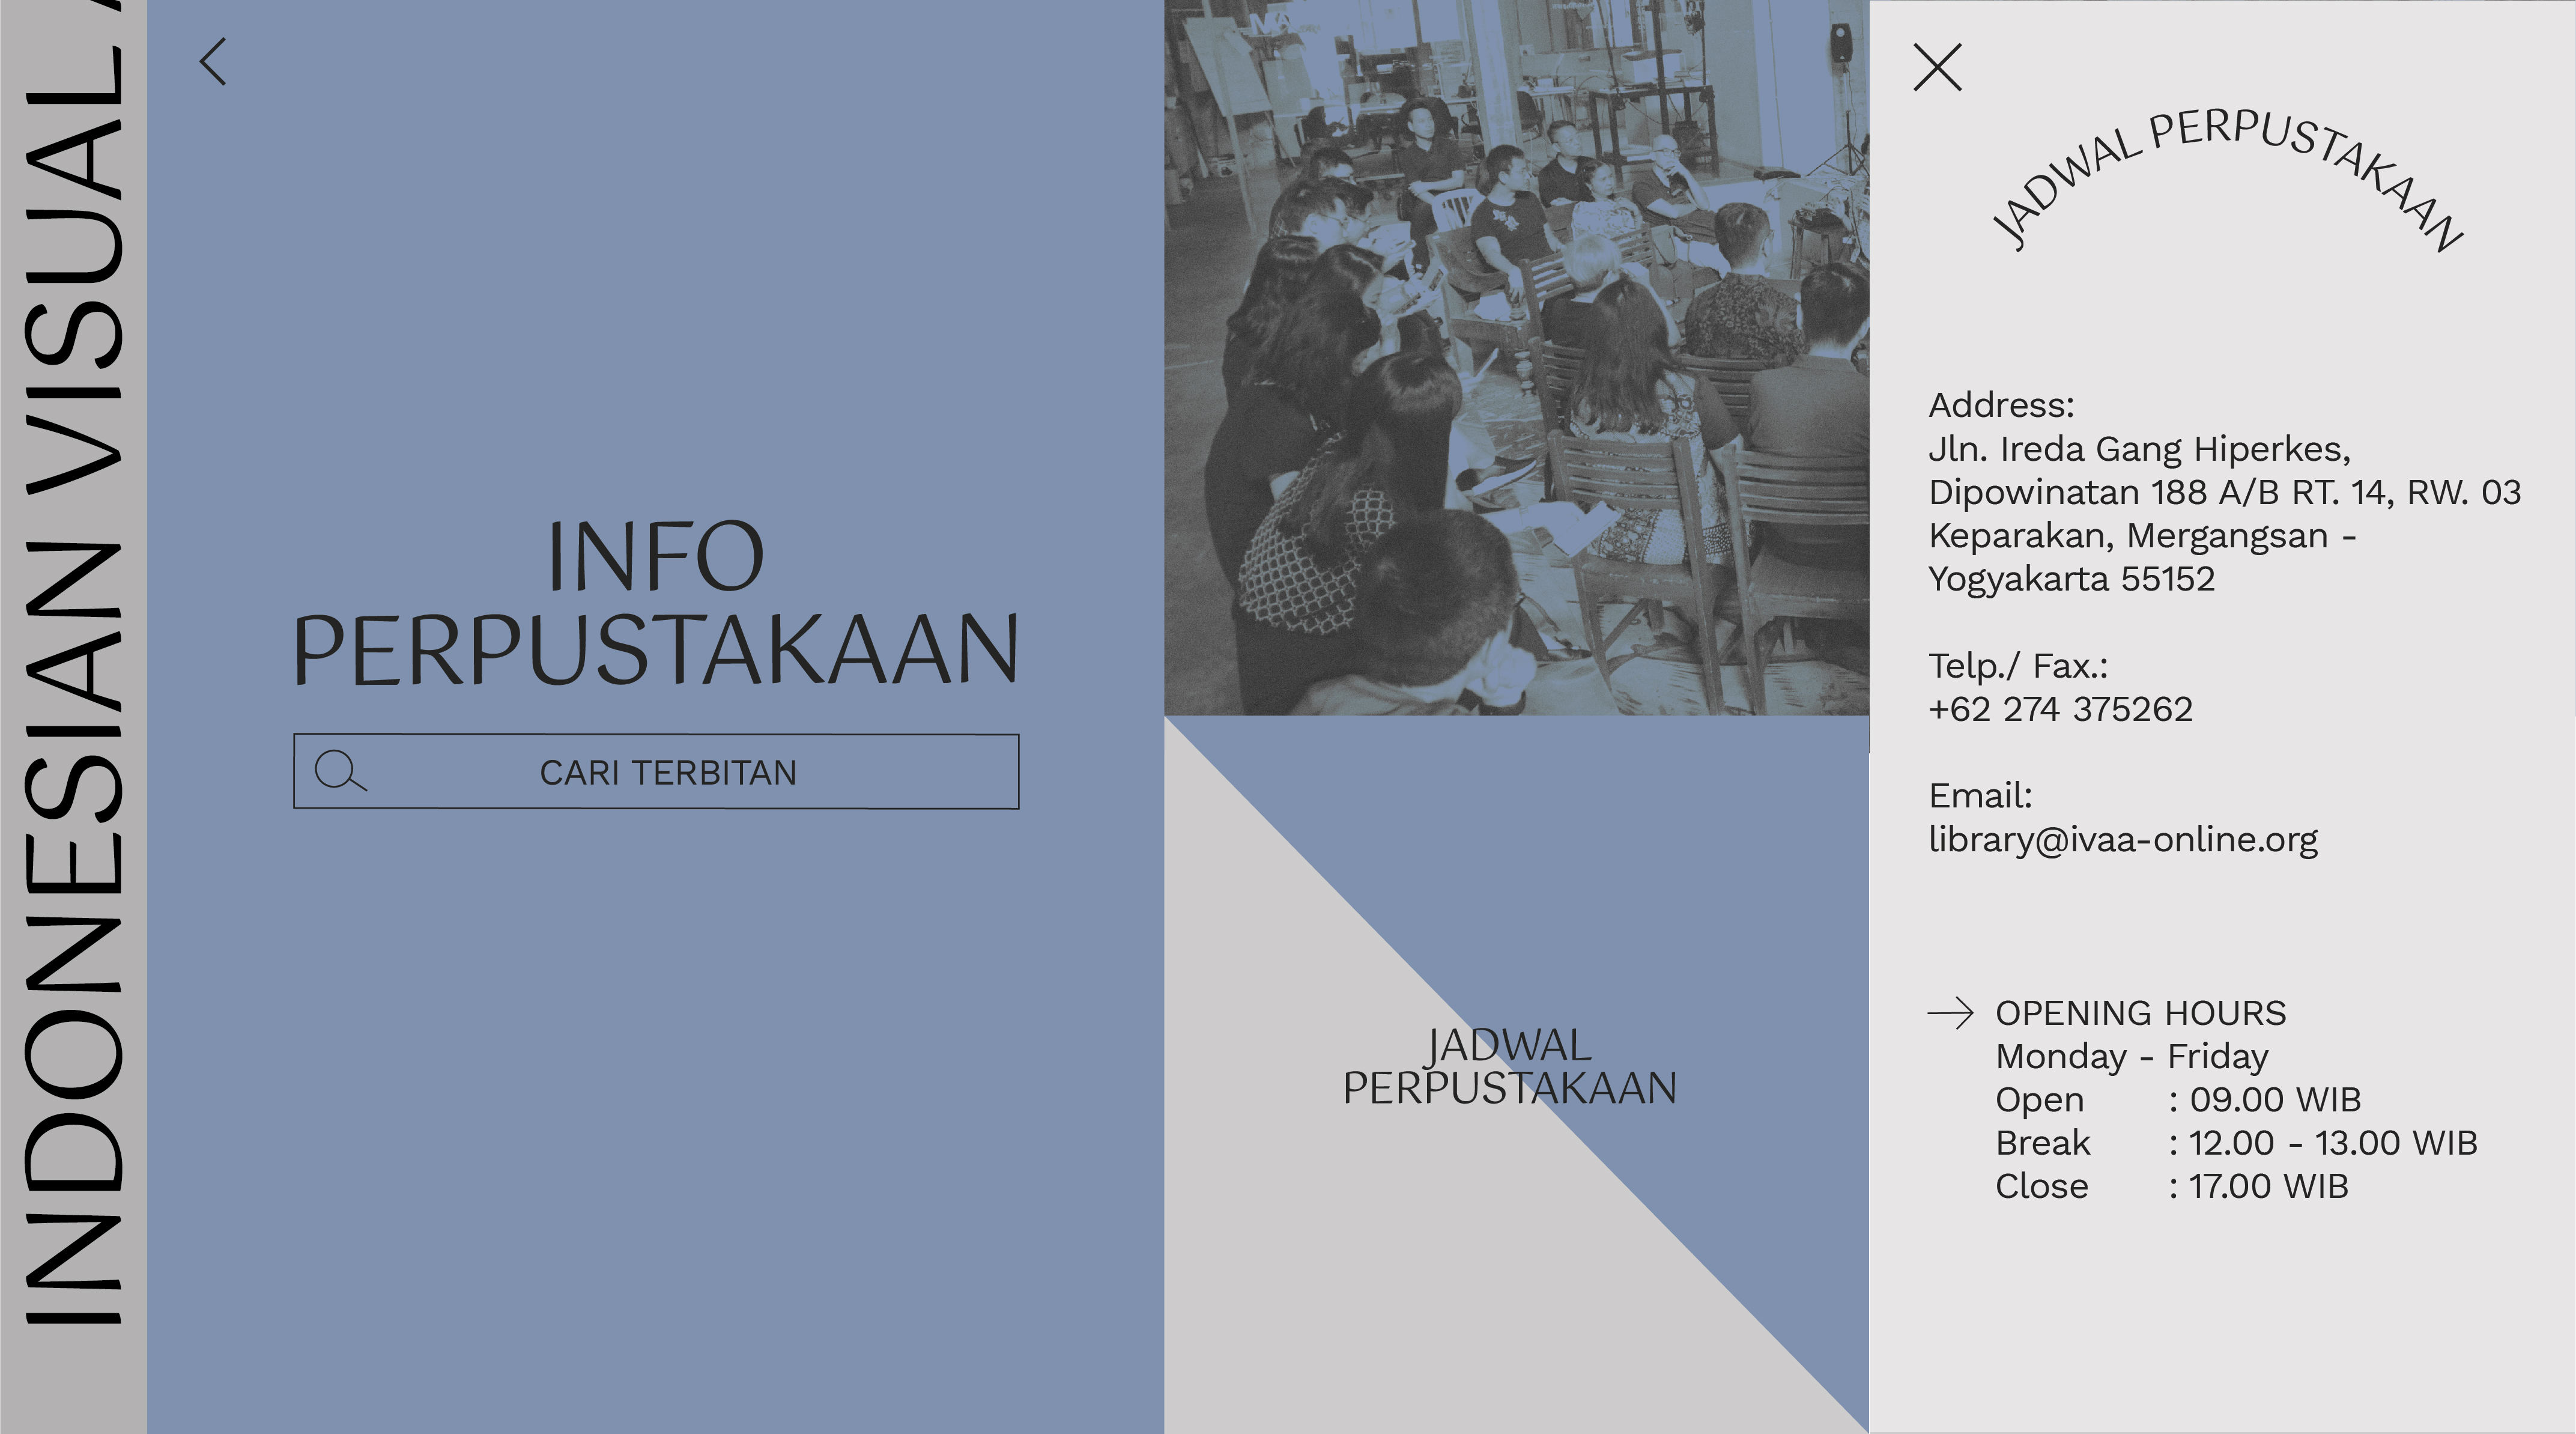 INDONESIAN VISUAL
INFO
PERPUSTAKAAN
CARI TERBITAN
JADWAL
PERPUSTAKAAN
JADWAL PERPUSTAKAAN
Address:
Jln. Ireda Gang Hiperkes,
Dipowinatan 188 A/B RT. 14, RW. 03
Keparakan, Mergangsan -
Yogyakarta 55152
Telp./ Fax.:
+62 274 375262
Email:
library@ivaa-online.org
OPENING HOURS
Monday - Friday
Open : 09.00 WIB
Break : 12.00 - 13.00 WIB
Close : 17.00 WIB